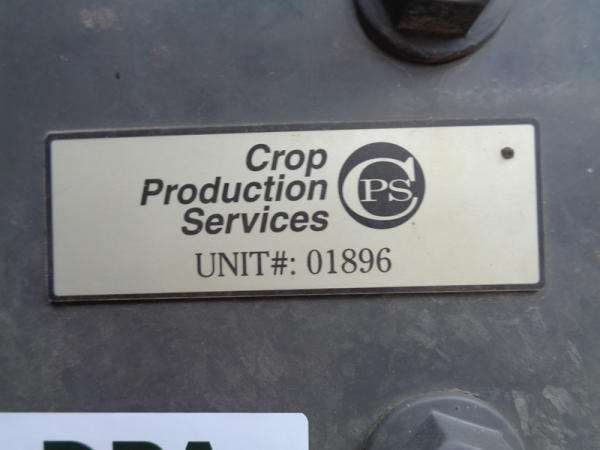 Crop
Production
Services
CPS
UNIT#: 01896